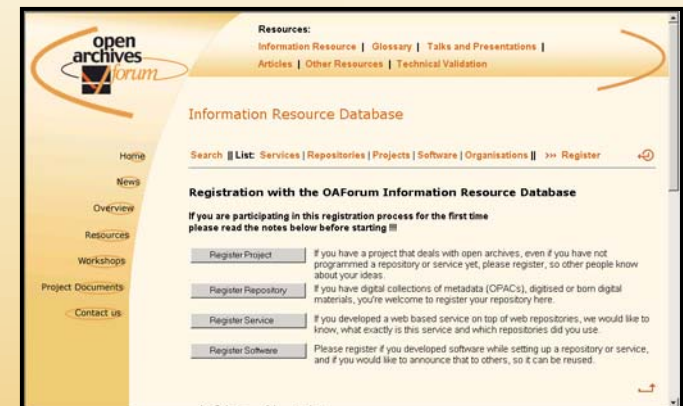 open
archives
forum
Resources:
Information Resource | Glossary | Talks and Presentations |
Articles | Other Resources | Technical Validation
Information Resource Database
Home
News
Overview
Resources
Workshops
Project Documents
Contact us
Search || List: Services | Repositories | Projects | Software | Organisations || >>> Register
Registration with the OAForum Information Resource Database
If you are participating in this registration process for the first time
please read the notes below before starting !!!
Register Project
If you have a project that deals with open archives, even if you have not
programmed a repository or service yet, please register, so other people know
about your ideas.
Register Repository
If you have digital collections of metadata (OPACs), digitised or born digital
materials, you're welcome to register your repository here.
Register Service
If you developed a web based service on top of web repositories, we would like to
know, what exactly is this service and which repositories did you use.
Register Software
Please register if you developed software while setting up a repository or service,
and if you would like to announce that to others, so it can be reused.